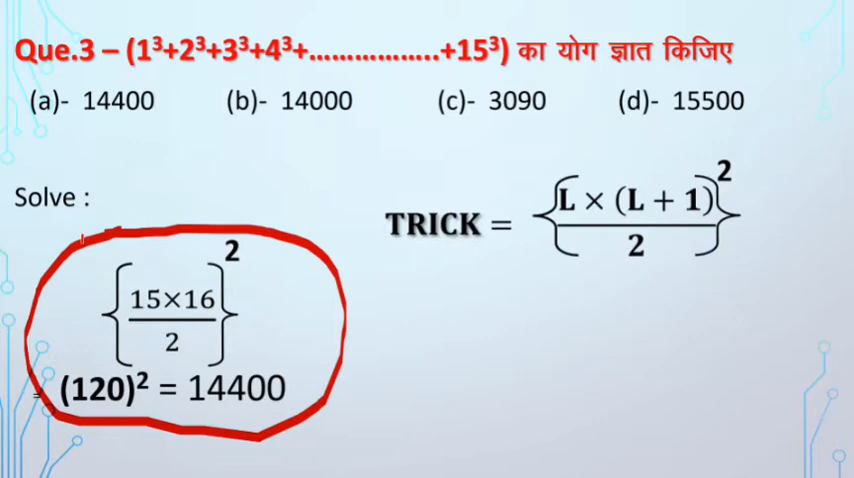 Que.3 – (1³+2³+3³+4³+……………..+15³) का योग ज्ञात किजिए
(a)- 14400 (b)- 14000 (c)- 3090 (d)- 15500
Solve :
TRICK = {L × (L + 1) / 2}²
{15×16 / 2}²
= (120)² = 14400